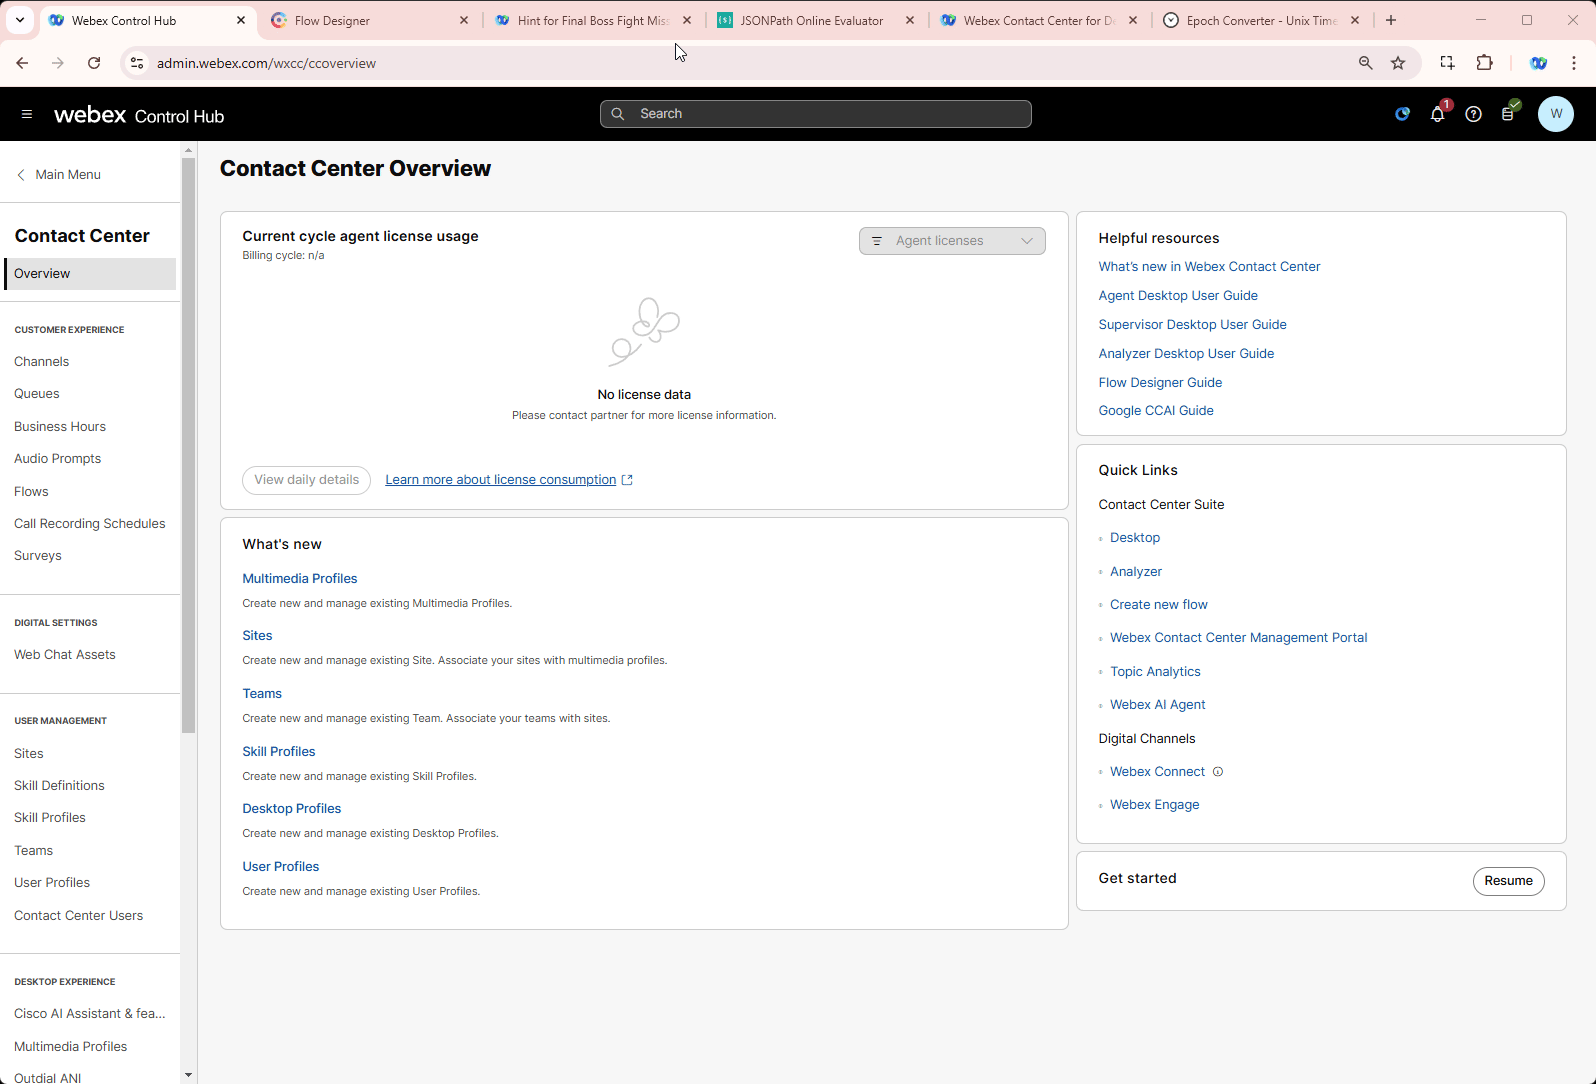 Webex Control Hub
Flow Designer
Hint for Final Boss Fight Miss
JSONPath Online Evaluator
Webex Contact Center for De
Epoch Converter - Unix Time
admin.webex.com/wxcc/ccoverview
webex Control Hub
Search
1
W
Main Menu
Contact Center
Overview
CUSTOMER EXPERIENCE
Channels
Queues
Business Hours
Audio Prompts
Flows
Call Recording Schedules
Surveys
DIGITAL SETTINGS
Web Chat Assets
USER MANAGEMENT
Sites
Skill Definitions
Skill Profiles
Teams
User Profiles
Contact Center Users
DESKTOP EXPERIENCE
Cisco AI Assistant & fea...
Multimedia Profiles
Outdial ANI
Contact Center Overview
Current cycle agent license usage
Billing cycle: n/a
Agent licenses
No license data
Please contact partner for more license information.
View daily details
Learn more about license consumption
What's new
Multimedia Profiles
Create new and manage existing Multimedia Profiles.
Sites
Create new and manage existing Site. Associate your sites with multimedia profiles.
Teams
Create new and manage existing Team. Associate your teams with sites.
Skill Profiles
Create new and manage existing Skill Profiles.
Desktop Profiles
Create new and manage existing Desktop Profiles.
User Profiles
Create new and manage existing User Profiles.
Helpful resources
What's new in Webex Contact Center
Agent Desktop User Guide
Supervisor Desktop User Guide
Analyzer Desktop User Guide
Flow Designer Guide
Google CCAI Guide
Quick Links
Contact Center Suite
Desktop
Analyzer
Create new flow
Webex Contact Center Management Portal
Topic Analytics
Webex AI Agent
Digital Channels
Webex Connect
Webex Engage
Get started
Resume